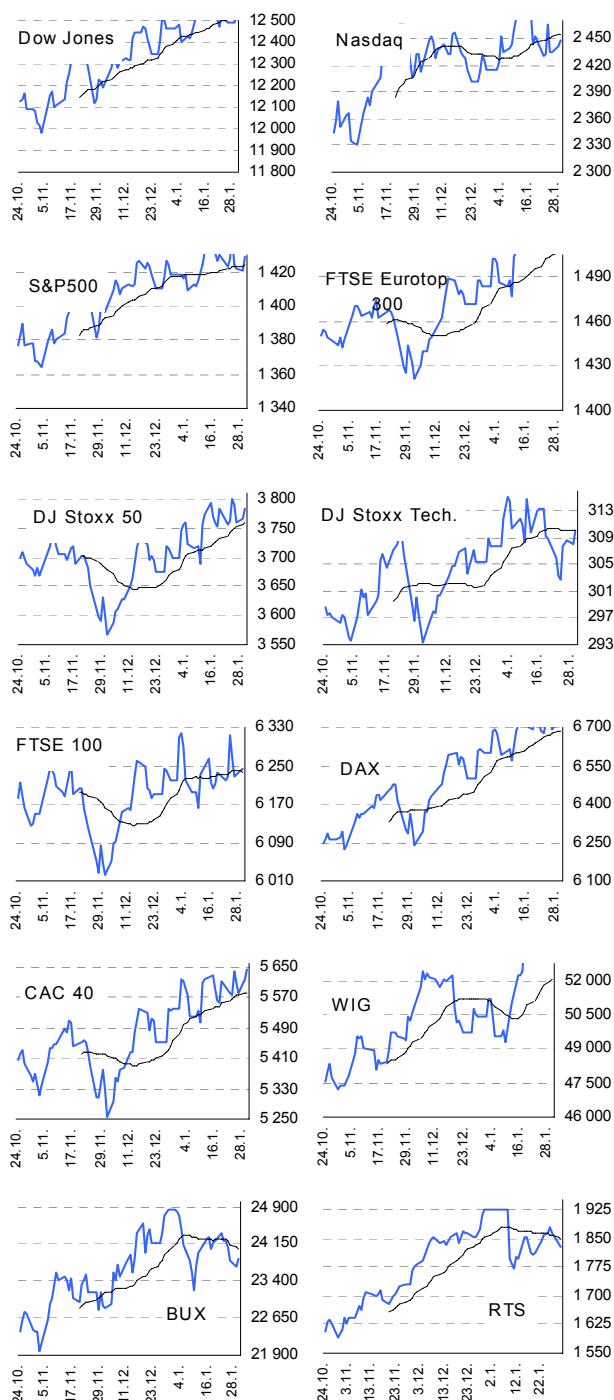 Dow Jones
12 500
12 400
12 300
12 200
12 100
12 000
11 900
11 800
24.10. 5.11. 17.11. 29.11. 11.12. 23.12. 4.1. 16.1. 28.1.
Nasdaq
2 450
2 420
2 390
2 360
2 330
2 300
24.10. 5.11. 17.11. 29.11. 11.12. 23.12. 4.1. 16.1. 28.1.
S&P500
1 420
1 400
1 380
1 360
1 340
24.10. 5.11. 17.11. 29.11. 11.12. 23.12. 4.1. 16.1. 28.1.
FTSE Eurotop
300
1 490
1 460
1 430
1 400
24.10. 5.11. 17.11. 29.11. 11.12. 23.12. 4.1. 16.1. 28.1.
DJ Stoxx 50
3 800
3 750
3 700
3 650
3 600
3 550
24.10. 5.11. 17.11. 29.11. 11.12. 23.12. 4.1. 16.1. 28.1.
DJ Stoxx Tech.
313
309
305
301
297
293
24.10. 5.11. 17.11. 29.11. 11.12. 23.12. 4.1. 16.1. 28.1.
FTSE 100
6 330
6 250
6 170
6 090
6 010
24.10. 5.11. 17.11. 29.11. 11.12. 23.12. 4.1. 16.1. 28.1.
DAX
6 700
6 550
6 400
6 250
6 100
24.10. 5.11. 17.11. 29.11. 11.12. 23.12. 4.1. 16.1. 28.1.
CAC 40
5 650
5 570
5 490
5 410
5 330
5 250
24.10. 5.11. 17.11. 29.11. 11.12. 23.12. 4.1. 16.1. 28.1.
WIG
52 000
50 500
49 000
47 500
46 000
24.10. 5.11. 17.11. 29.11. 11.12. 23.12. 4.1. 16.1. 28.1.
BUX
24 900
24 150
23 400
22 650
21 900
24.10. 5.11. 17.11. 29.11. 11.12. 23.12. 4.1. 16.1. 28.1.
RTS
1 925
1 850
1 775
1 700
1 625
1 550
24.10. 3.11. 13.11. 23.11. 3.12. 13.12. 23.12. 2.1. 12.1. 22.1.